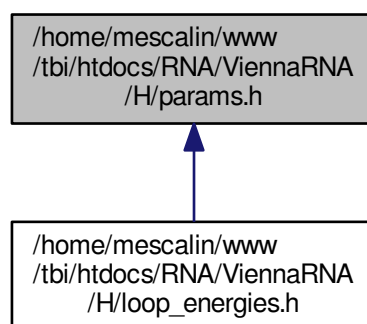 /home/mescalin/www
/tbi/htdocs/RNA/ViennaRNA
/H/params.h
/home/mescalin/www
/tbi/htdocs/RNA/ViennaRNA
/H/loop_energies.h